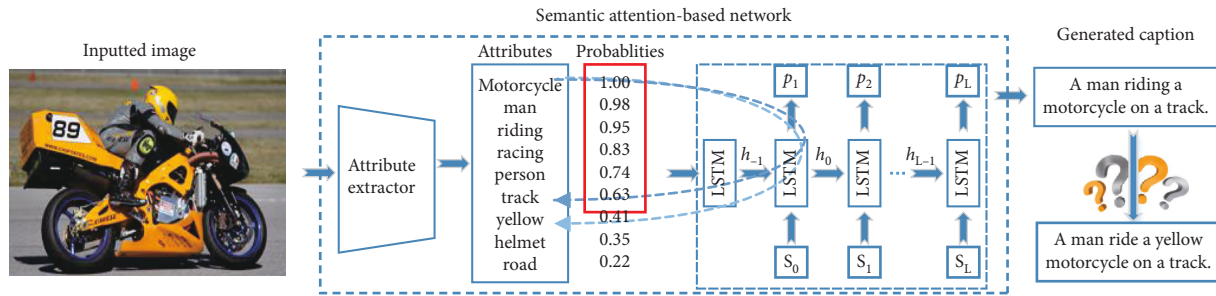 Semantic attention-based network
Inputted image
Attributes
Probablities
Generated caption
Motorcycle 1.00
man 0.98
riding 0.95
racing 0.83
person 0.74
track 0.63
yellow 0.41
helmet 0.35
road 0.22
Attribute
extractor
p1
p2
pL
LSTM
h–1
LSTM
h0
LSTM
...
hL–1
LSTM
S0
S1
SL
A man riding a
motorcycle on a track.
? ? ? ?
A man ride a yellow
motorcycle on a track.
89